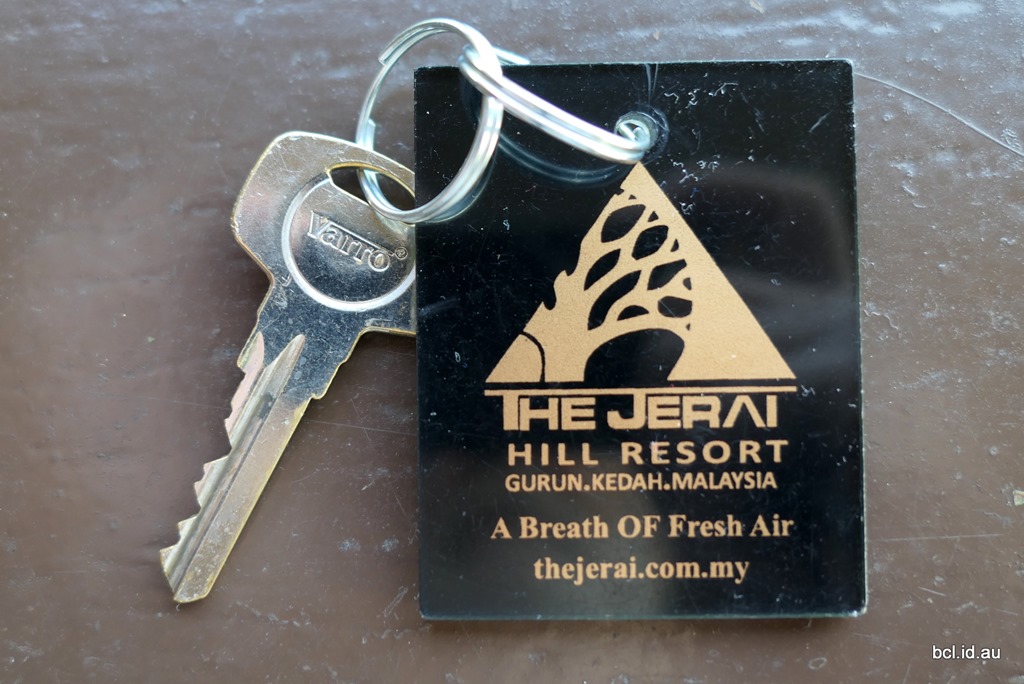 Yarro®
THE JERAI
HILL RESORT
GURUN.KEDAH.MALAYSIA
A Breath OF Fresh Air
thejerai.com.my
bcl.id.au